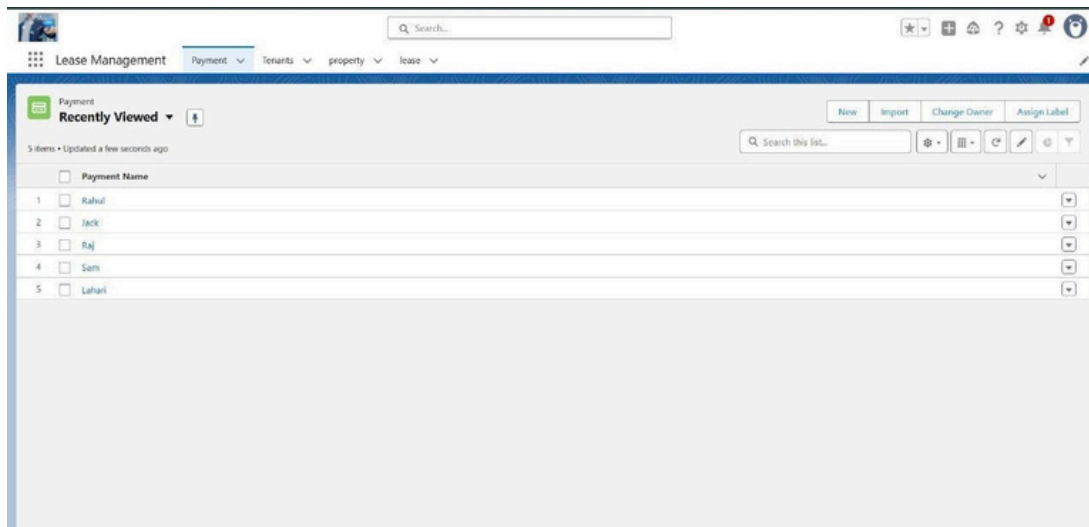 Search...
Lease Management Payment Tenants property lease
Payment
Recently Viewed
New Import Change Owner Assign Label
5 items • Updated a few seconds ago
Search this list...
Payment Name
1 Rahul
2 Jack
3 Raj
4 Sam
5 Lahari